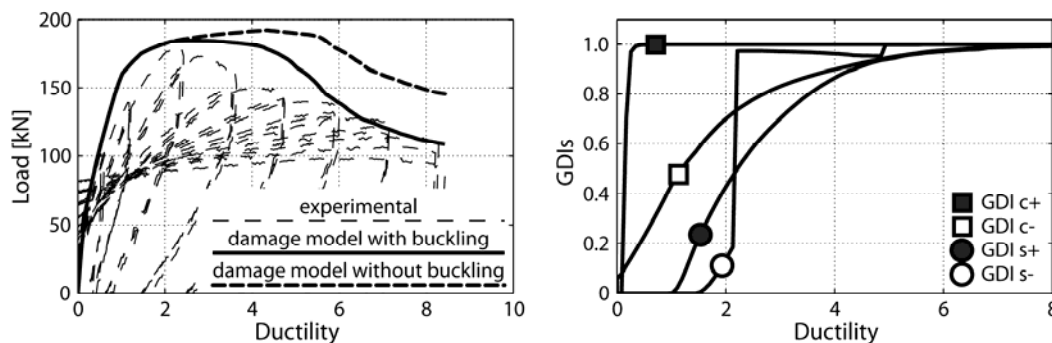 200
150
100
50
0
Load [kN]
0 2 4 6 8 10
Ductility
experimental
damage model with buckling
damage model without buckling
1.0
0.8
0.6
0.4
0.2
0
GDIs
0 2 4 6 8
Ductility
GDI c+
GDI c-
GDI s+
GDI s-